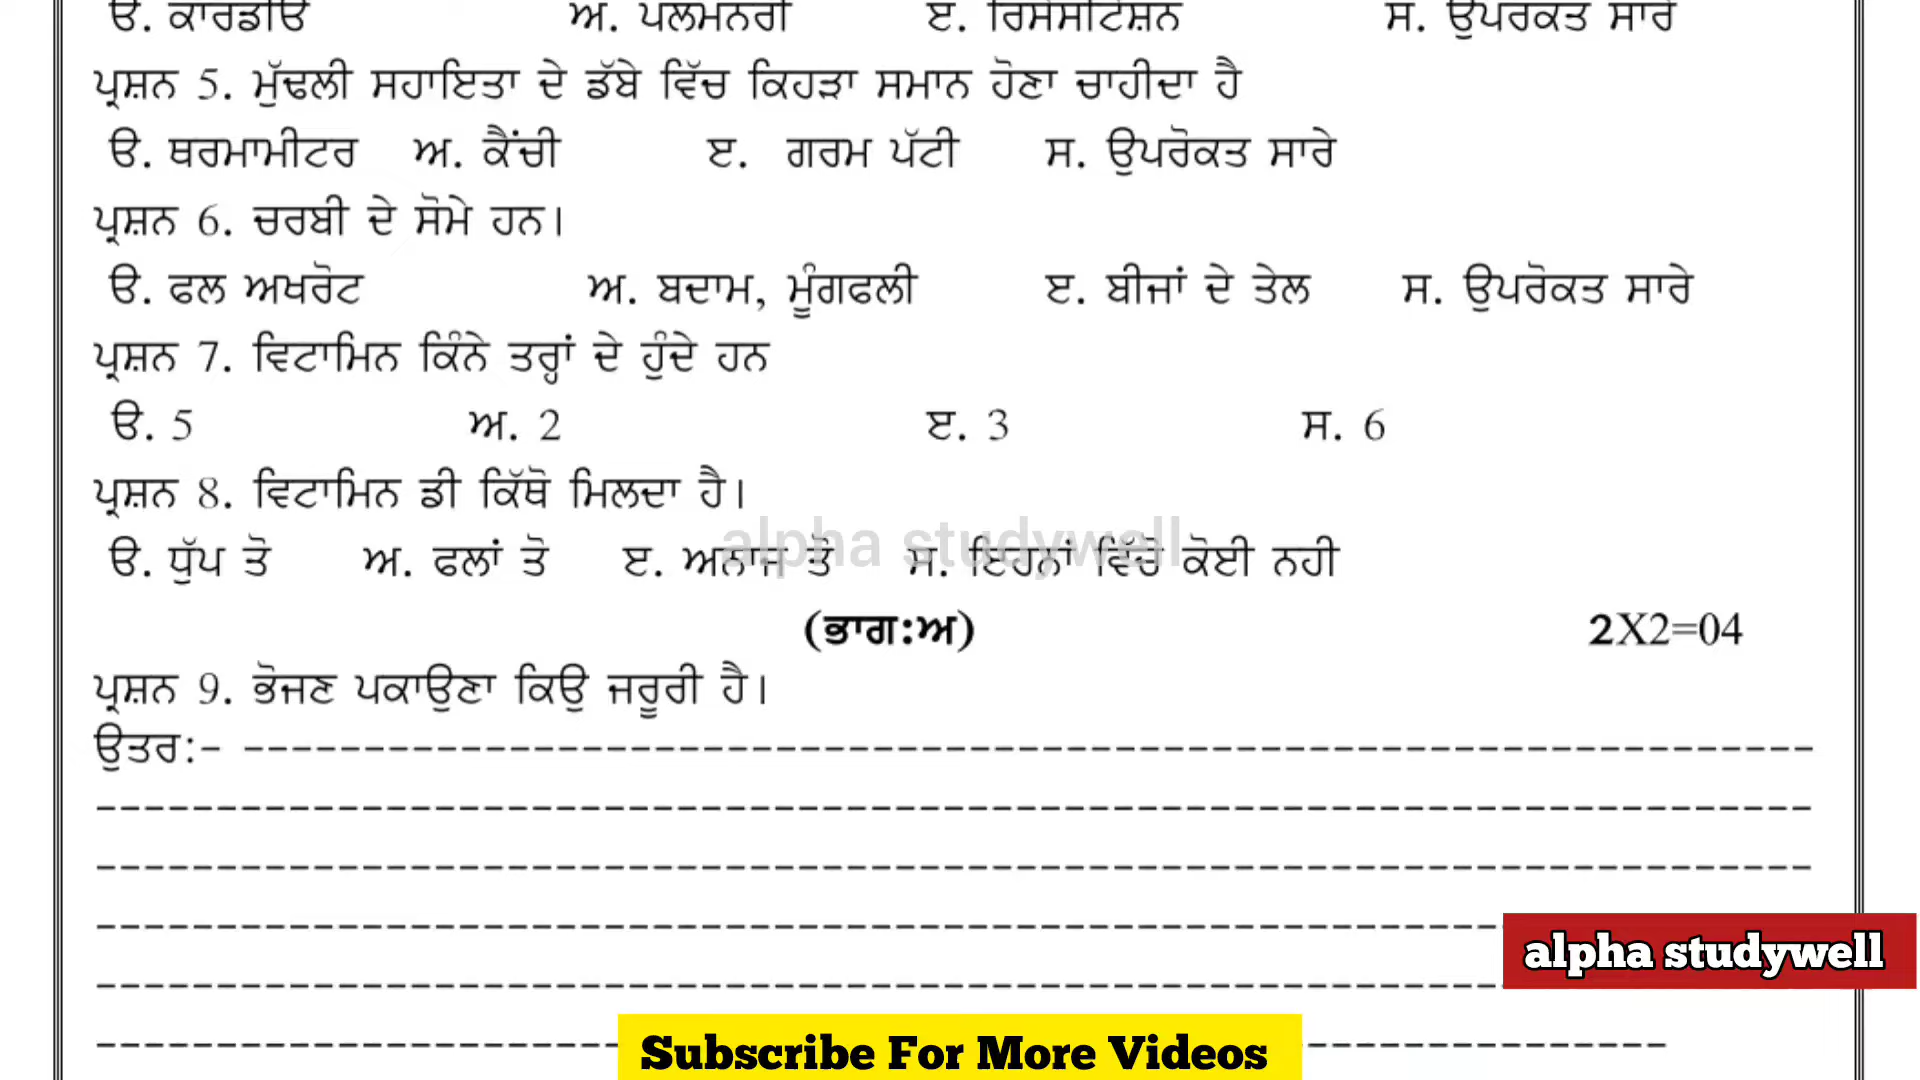 ੳ. ਕਾਰਡੀਓ ਅ. ਪਲਮਨਰੀ ੲ. ਰਿਸਸਟਿਸ਼ਨ ਸ. ਉਪਰੋਕਤ ਸਾਰੇ
ਪ੍ਰਸ਼ਨ 5. ਮੁੱਢਲੀ ਸਹਾਇਤਾ ਦੇ ਡੱਬੇ ਵਿੱਚ ਕਿਹੜਾ ਸਮਾਨ ਹੋਣਾ ਚਾਹੀਦਾ ਹੈ
ੳ. ਥਰਮਾਮੀਟਰ ਅ. ਕੈਂਚੀ ੲ. ਗਰਮ ਪੱਟੀ ਸ. ਉਪਰੋਕਤ ਸਾਰੇ
ਪ੍ਰਸ਼ਨ 6. ਚਰਬੀ ਦੇ ਸੋਮੇ ਹਨ।
ੳ. ਫਲ ਅਖਰੋਟ ਅ. ਬਦਾਮ, ਮੂੰਗਫਲੀ ੲ. ਬੀਜਾਂ ਦੇ ਤੇਲ ਸ. ਉਪਰੋਕਤ ਸਾਰੇ
ਪ੍ਰਸ਼ਨ 7. ਵਿਟਾਮਿਨ ਕਿੰਨੇ ਤਰ੍ਹਾਂ ਦੇ ਹੁੰਦੇ ਹਨ
ੳ. 5 ਅ. 2 ੲ. 3 ਸ. 6
ਪ੍ਰਸ਼ਨ 8. ਵਿਟਾਮਿਨ ਡੀ ਕਿੱਥੋ ਮਿਲਦਾ ਹੈ।
ੳ. ਧੁੱਪ ਤੋ ਅ. ਫਲਾਂ ਤੋ ੲ. ਅਨਾਜ ਤੋ ਸ. ਇਹਨਾਂ ਵਿੱਚੋ ਕੋਈ ਨਹੀ
alpha studywell
(ਭਾਗ:ਅ) 2X2=04
ਪ੍ਰਸ਼ਨ 9. ਭੋਜਣ ਪਕਾਉਣਾ ਕਿਉ ਜਰੂਰੀ ਹੈ।
ਉਤਰ:-
alpha studywell
Subscribe For More Videos